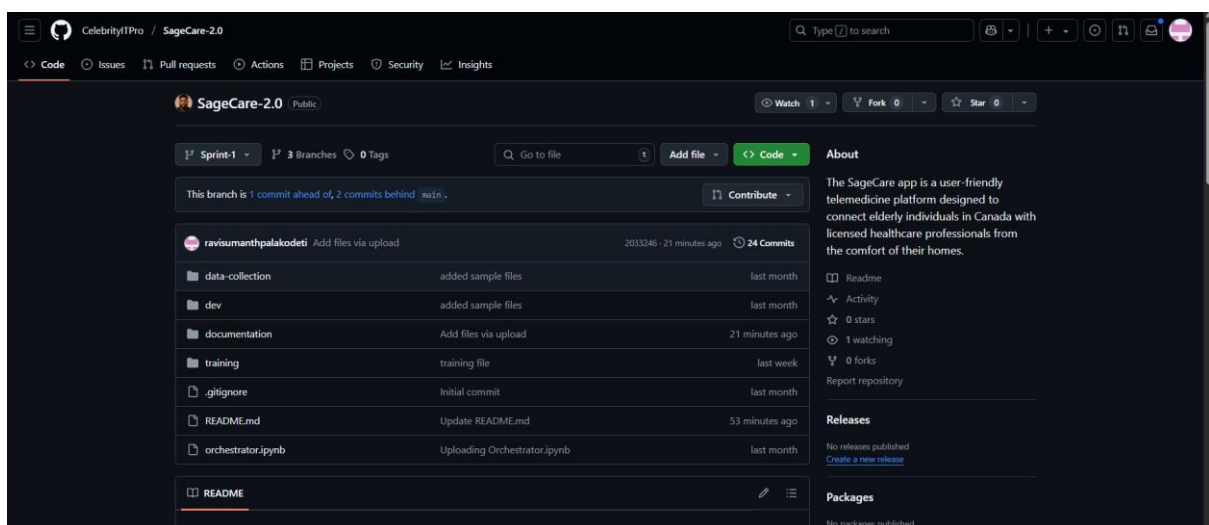 CelebrityITPro / SageCare-2.0
Type / to search
Code Issues Pull requests Actions Projects Security Insights
SageCare-2.0 Public
Watch 1 Fork 0 Star 0
Sprint-1 3 Branches 0 Tags Go to file t Add file Code
This branch is 1 commit ahead of, 2 commits behind main.
Contribute
ravisumanthpalakodeti Add files via upload 2033246 · 21 minutes ago 24 Commits
data-collection added sample files last month
dev added sample files last month
documentation Add files via upload 21 minutes ago
training training file last week
.gitignore Initial commit last month
README.md Update README.md 53 minutes ago
orchestrator.ipynb Uploading Orchestrator.ipynb last month
README
About
The SageCare app is a user-friendly
telemedicine platform designed to
connect elderly individuals in Canada with
licensed healthcare professionals from
the comfort of their homes.
Readme
Activity
0 stars
1 watching
0 forks
Report repository
Releases
No releases published
Create a new release
Packages
No packages published